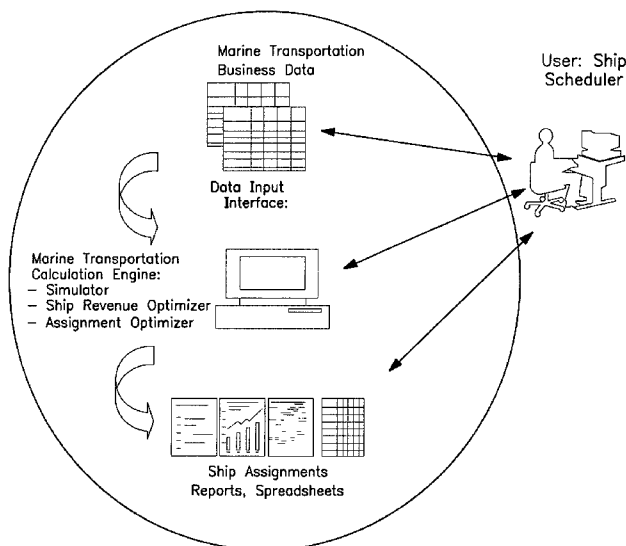 Marine Transportation
Business Data
User: Ship
Scheduler
Data Input
Interface:
Marine Transportation
Calculation Engine:
– Simulator
– Ship Revenue Optimizer
– Assignment Optimizer
Ship Assignments
Reports, Spreadsheets